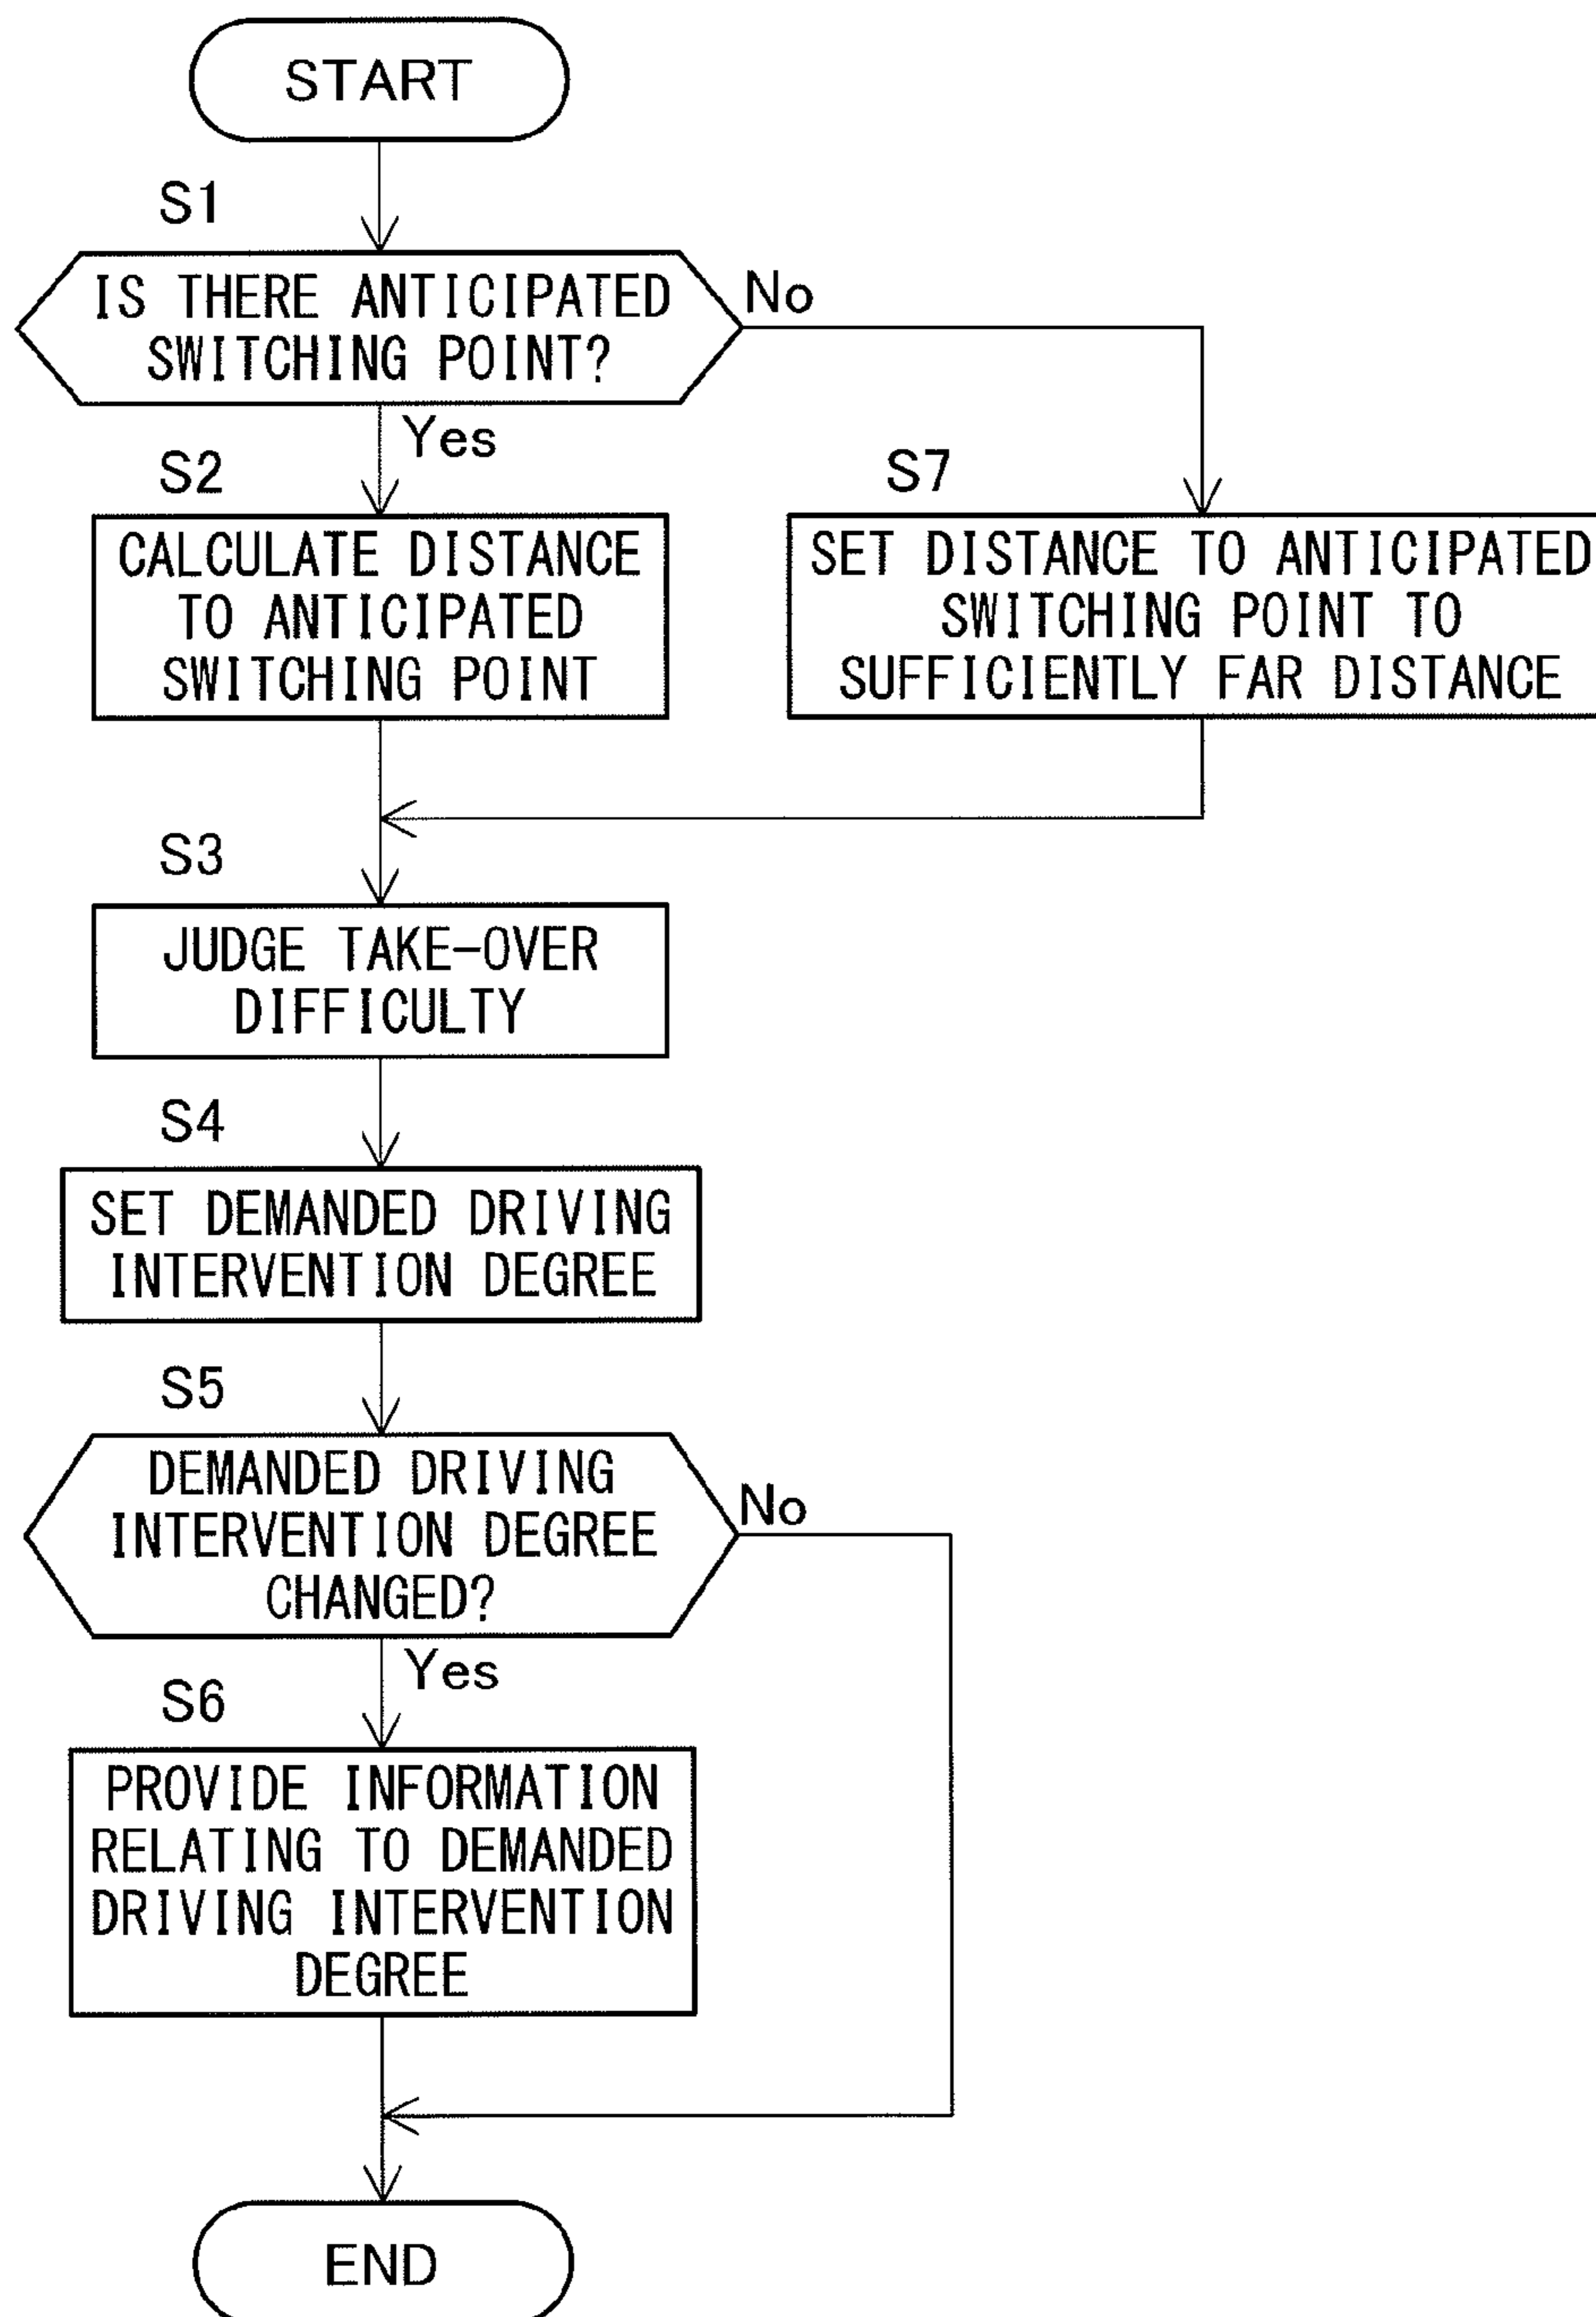 START
S1
IS THERE ANTICIPATED
SWITCHING POINT?
No
Yes
S2
CALCULATE DISTANCE
TO ANTICIPATED
SWITCHING POINT
S7
SET DISTANCE TO ANTICIPATED
SWITCHING POINT TO
SUFFICIENTLY FAR DISTANCE
S3
JUDGE TAKE-OVER
DIFFICULTY
S4
SET DEMANDED DRIVING
INTERVENTION DEGREE
S5
DEMANDED DRIVING
INTERVENTION DEGREE
CHANGED?
No
Yes
S6
PROVIDE INFORMATION
RELATING TO DEMANDED
DRIVING INTERVENTION
DEGREE
END